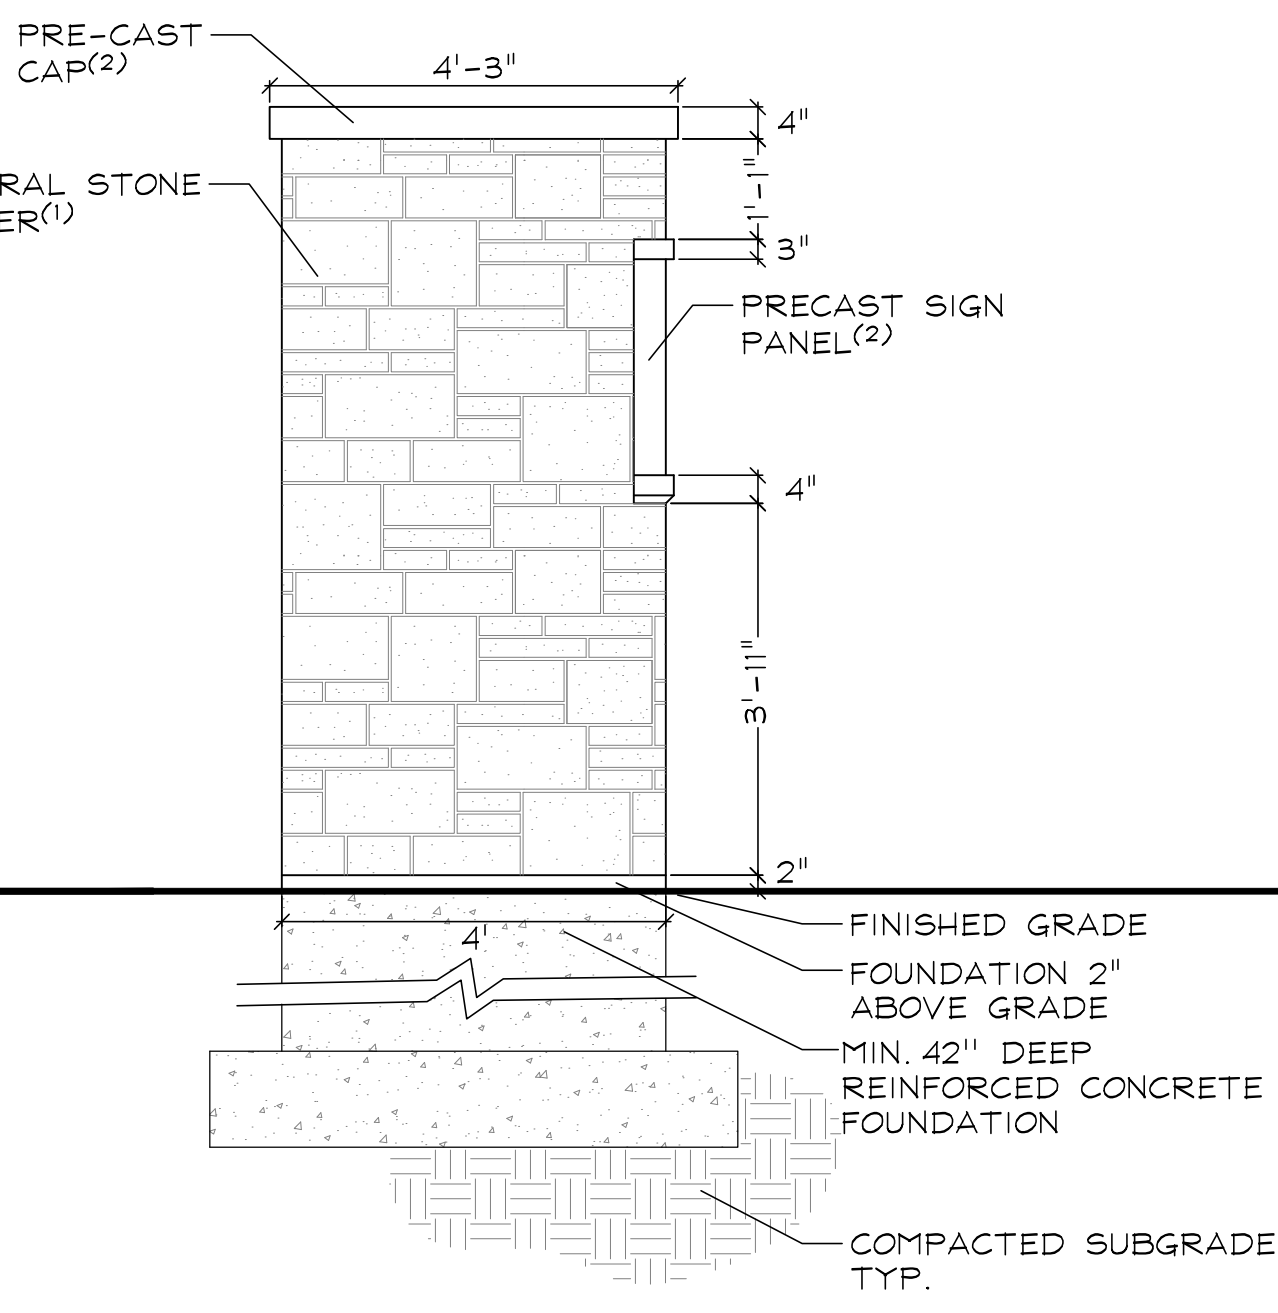 PRE-CAST
CAP(2)
4'-3"
4"
1'-1"
RAL STONE
ER(1)
3"
PRECAST SIGN
PANEL(2)
4"
3'-11"
2"
FINISHED GRADE
4'
FOUNDATION 2"
ABOVE GRADE
MIN. 42" DEEP
REINFORCED CONCRETE
FOUNDATION
COMPACTED SUBGRADE
TYP.